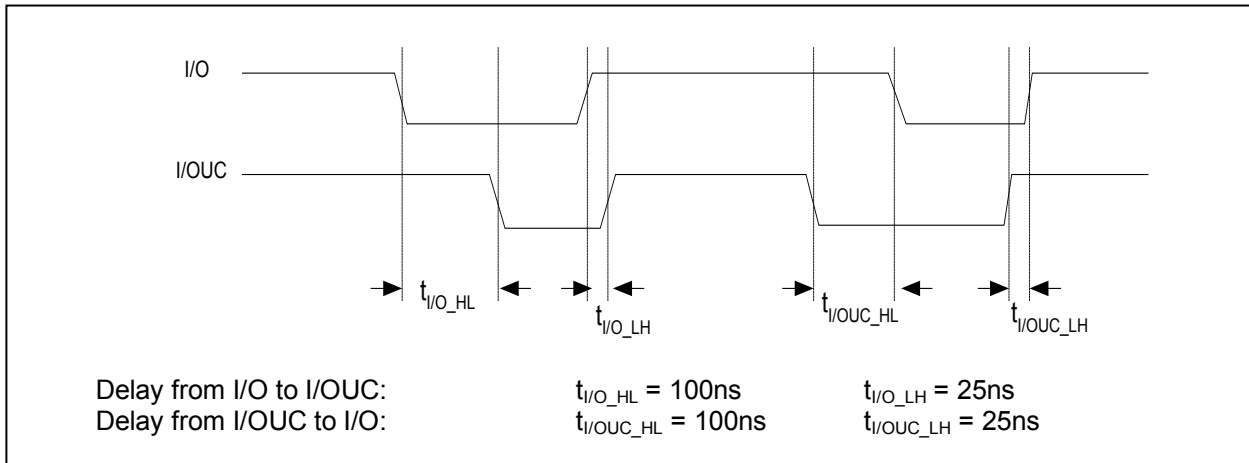 I/O
I/OUC
tI/O_HL
tI/O_LH
tI/OUC_HL
tI/OUC_LH
Delay from I/O to I/OUC: tI/O_HL = 100ns tI/O_LH = 25ns
Delay from I/OUC to I/O: tI/OUC_HL = 100ns tI/OUC_LH = 25ns